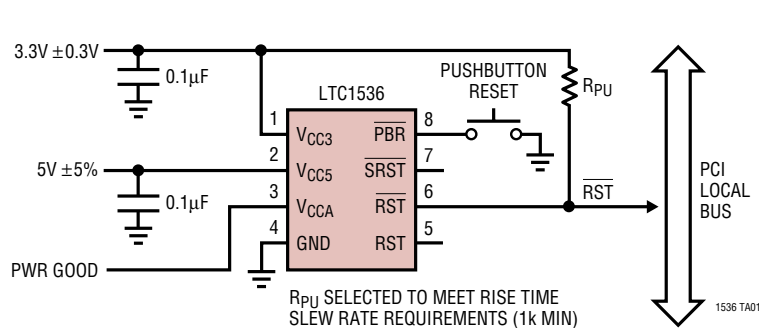 3.3V ±0.3V
0.1µF
PUSHBUTTON
RESET
RPU
LTC1536
1
VCC3
PBR
8
2
5V ±5%
VCC5
SRST
7
0.1µF
3
VCCA
RST
6
RST
4
GND
RST
5
PWR GOOD
PCI
LOCAL
BUS
RPU SELECTED TO MEET RISE TIME
SLEW RATE REQUIREMENTS (1k MIN)
1536 TA01